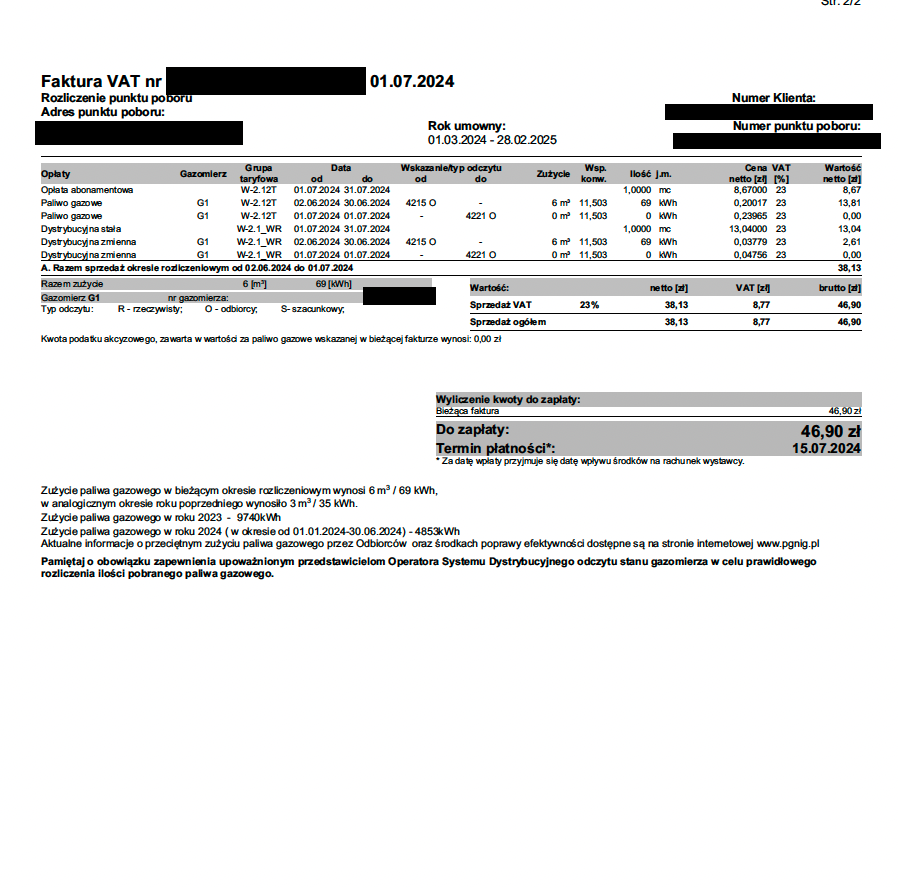 Str. 2/2
Faktura VAT nr 01.07.2024
Rozliczenie punktu poboru
Numer Klienta:
Adres punktu poboru:
Rok umowny:
Numer punktu poboru:
01.03.2024 - 28.02.2025
Opłaty Gazomierz Grupa taryfowa Data od do Wskazanie/typ odczytu od do Zużycie Wsp. konw. Ilość j.m. Cena netto [zł] VAT [%] Wartość netto [zł]
Opłata abonamentowa W-2.12T 01.07.2024 31.07.2024 1,0000 mc 8,67000 23 8,67
Paliwo gazowe G1 W-2.12T 02.06.2024 30.06.2024 4215 O - 6 m³ 11,503 69 kWh 0,20017 23 13,81
Paliwo gazowe G1 W-2.12T 01.07.2024 01.07.2024 - 4221 O 0 m³ 11,503 0 kWh 0,23965 23 0,00
Dystrybucyjna stała W-2.1_WR 01.07.2024 31.07.2024 1,0000 mc 13,04000 23 13,04
Dystrybucyjna zmienna G1 W-2.1_WR 02.06.2024 30.06.2024 4215 O - 6 m³ 11,503 69 kWh 0,03779 23 2,61
Dystrybucyjna zmienna G1 W-2.1_WR 01.07.2024 01.07.2024 - 4221 O 0 m³ 11,503 0 kWh 0,04756 23 0,00
A. Razem sprzedaż okresie rozliczeniowym od 02.06.2024 do 01.07.2024 38,13
Razem zużycie 6 [m³] 69 [kWh]
Gazomierz G1 nr gazomierza:
Typ odczytu: R - rzeczywisty; O - odbiorcy; S- szacunkowy;
Wartość: netto [zł] VAT [zł] brutto [zł]
Sprzedaż VAT 23% 38,13 8,77 46,90
Sprzedaż ogółem 38,13 8,77 46,90
Kwota podatku akcyzowego, zawarta w wartości za paliwo gazowe wskazanej w bieżącej fakturze wynosi: 0,00 zł
Wyliczenie kwoty do zapłaty:
Bieżąca faktura 46,90 zł
Do zapłaty: 46,90 zł
Termin płatności*: 15.07.2024
* Za datę wpłaty przyjmuje się datę wpływu środków na rachunek wystawcy.
Zużycie paliwa gazowego w bieżącym okresie rozliczeniowym wynosi 6 m³ / 69 kWh,
w analogicznym okresie roku poprzedniego wynosiło 3 m³ / 35 kWh.
Zużycie paliwa gazowego w roku 2023 - 9740kWh
Zużycie paliwa gazowego w roku 2024 ( w okresie od 01.01.2024-30.06.2024) - 4853kWh
Aktualne informacje o przeciętnym zużyciu paliwa gazowego przez Odbiorców oraz środkach poprawy efektywności dostępne są na stronie internetowej www.pgnig.pl
Pamiętaj o obowiązku zapewnienia upoważnionym przedstawicielom Operatora Systemu Dystrybucyjnego odczytu stanu gazomierza w celu prawidłowego
rozliczenia ilości pobranego paliwa gazowego.